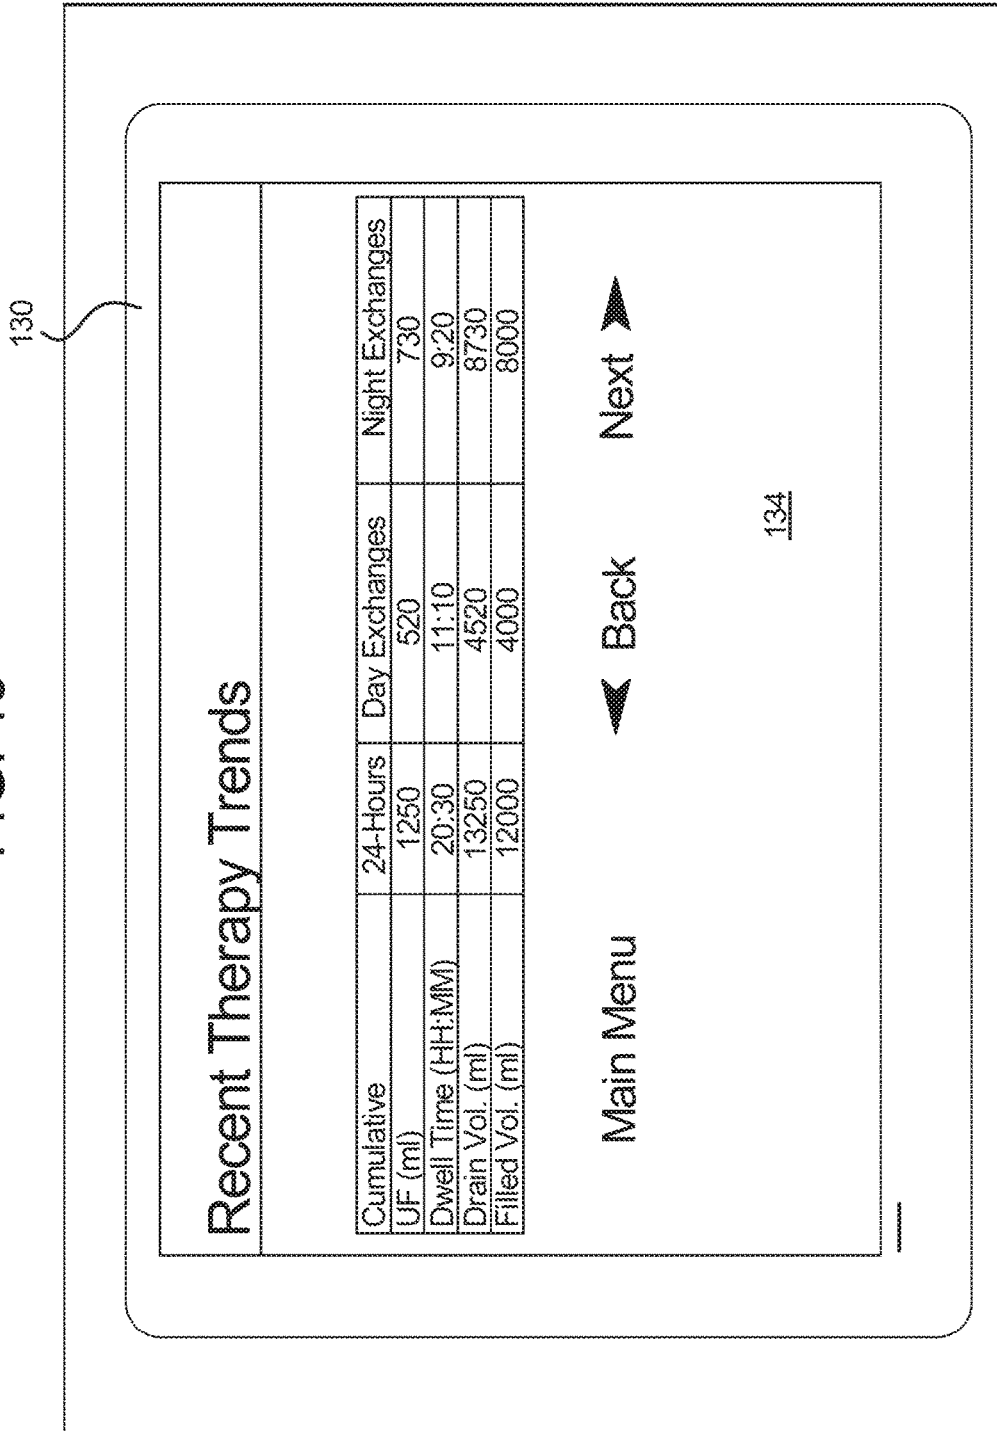 130
Recent Therapy Trends
Cumulative 24-Hours Day Exchanges Night Exchanges
UF (ml) 1250 520 730
Dwell Time (HH:MM) 20:30 11:10 9:20
Drain Vol. (ml) 13250 4520 8730
Filled Vol. (ml) 12000 4000 8000
Main Menu Back Next
134